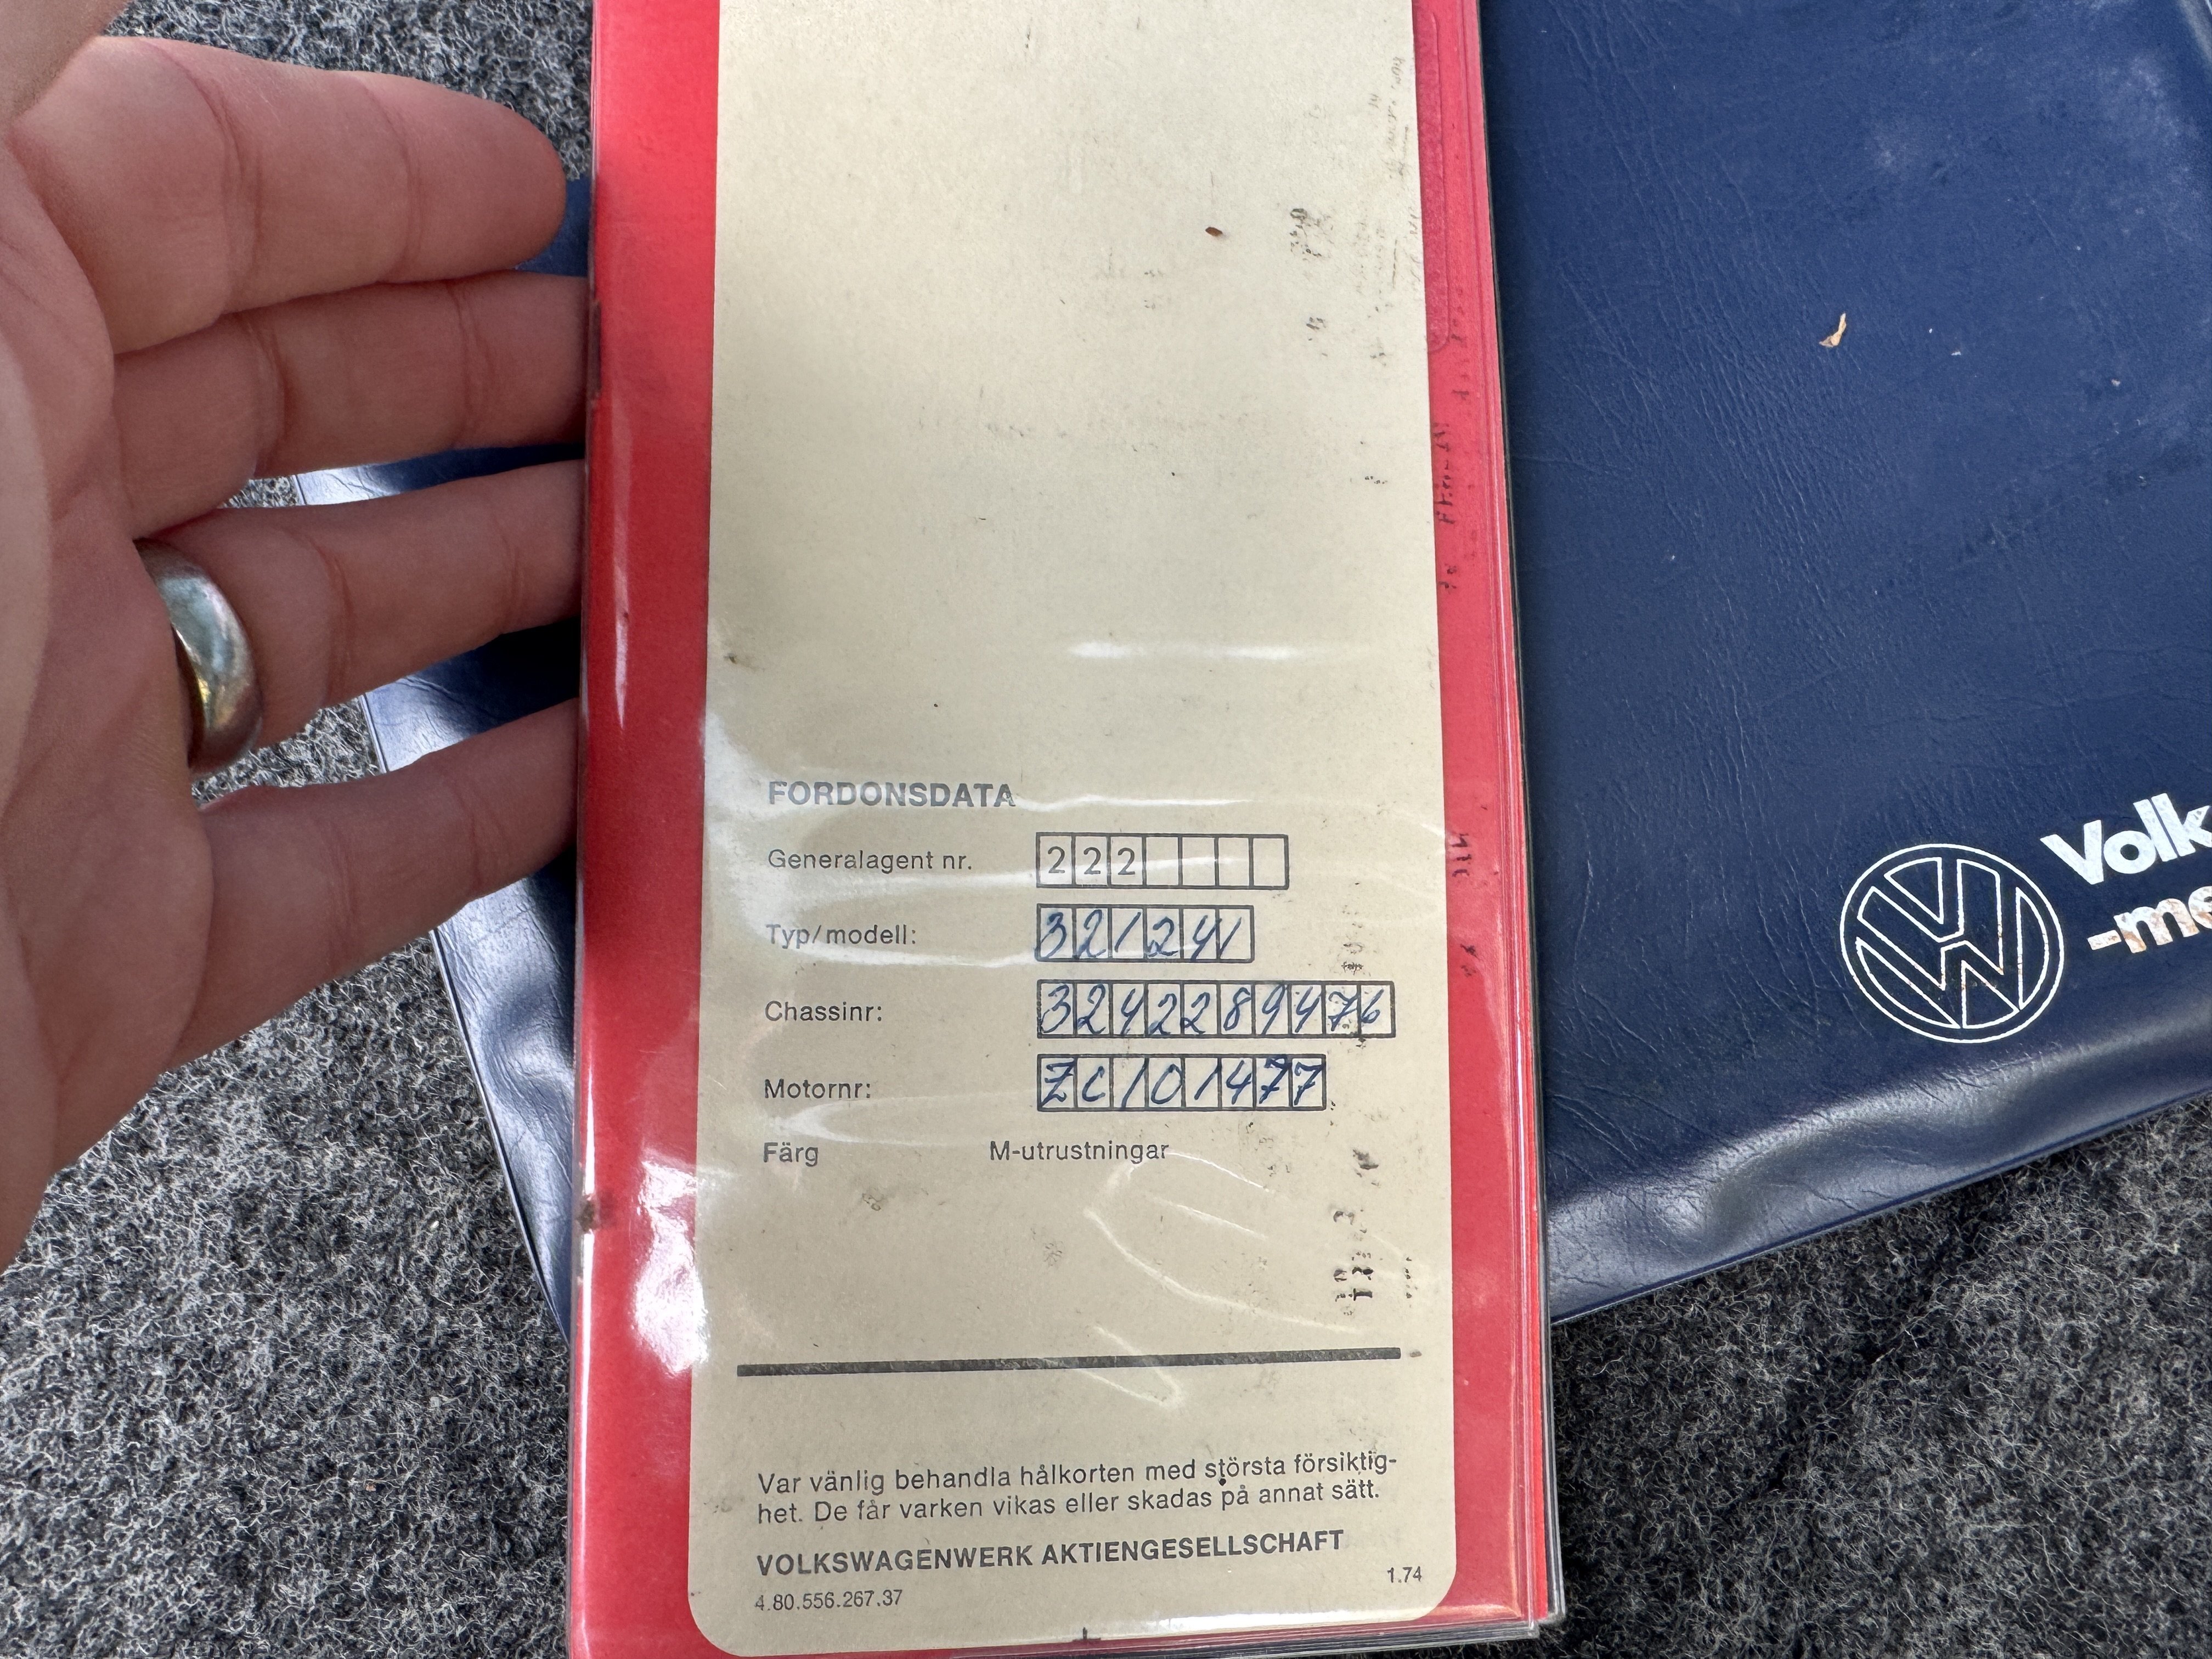 FORDONSDATA
Generalagent nr. 222
Typ/modell: 321241
Chassinr: 3242289476
Motornr: ZC101477
Färg M-utrustningar
Var vänlig behandla hålkorten med största försiktig-
het. De får varken vikas eller skadas på annat sätt.
VOLKSWAGENWERK AKTIENGESELLSCHAFT
4.80.556.267.37 1.74
Volk
-me